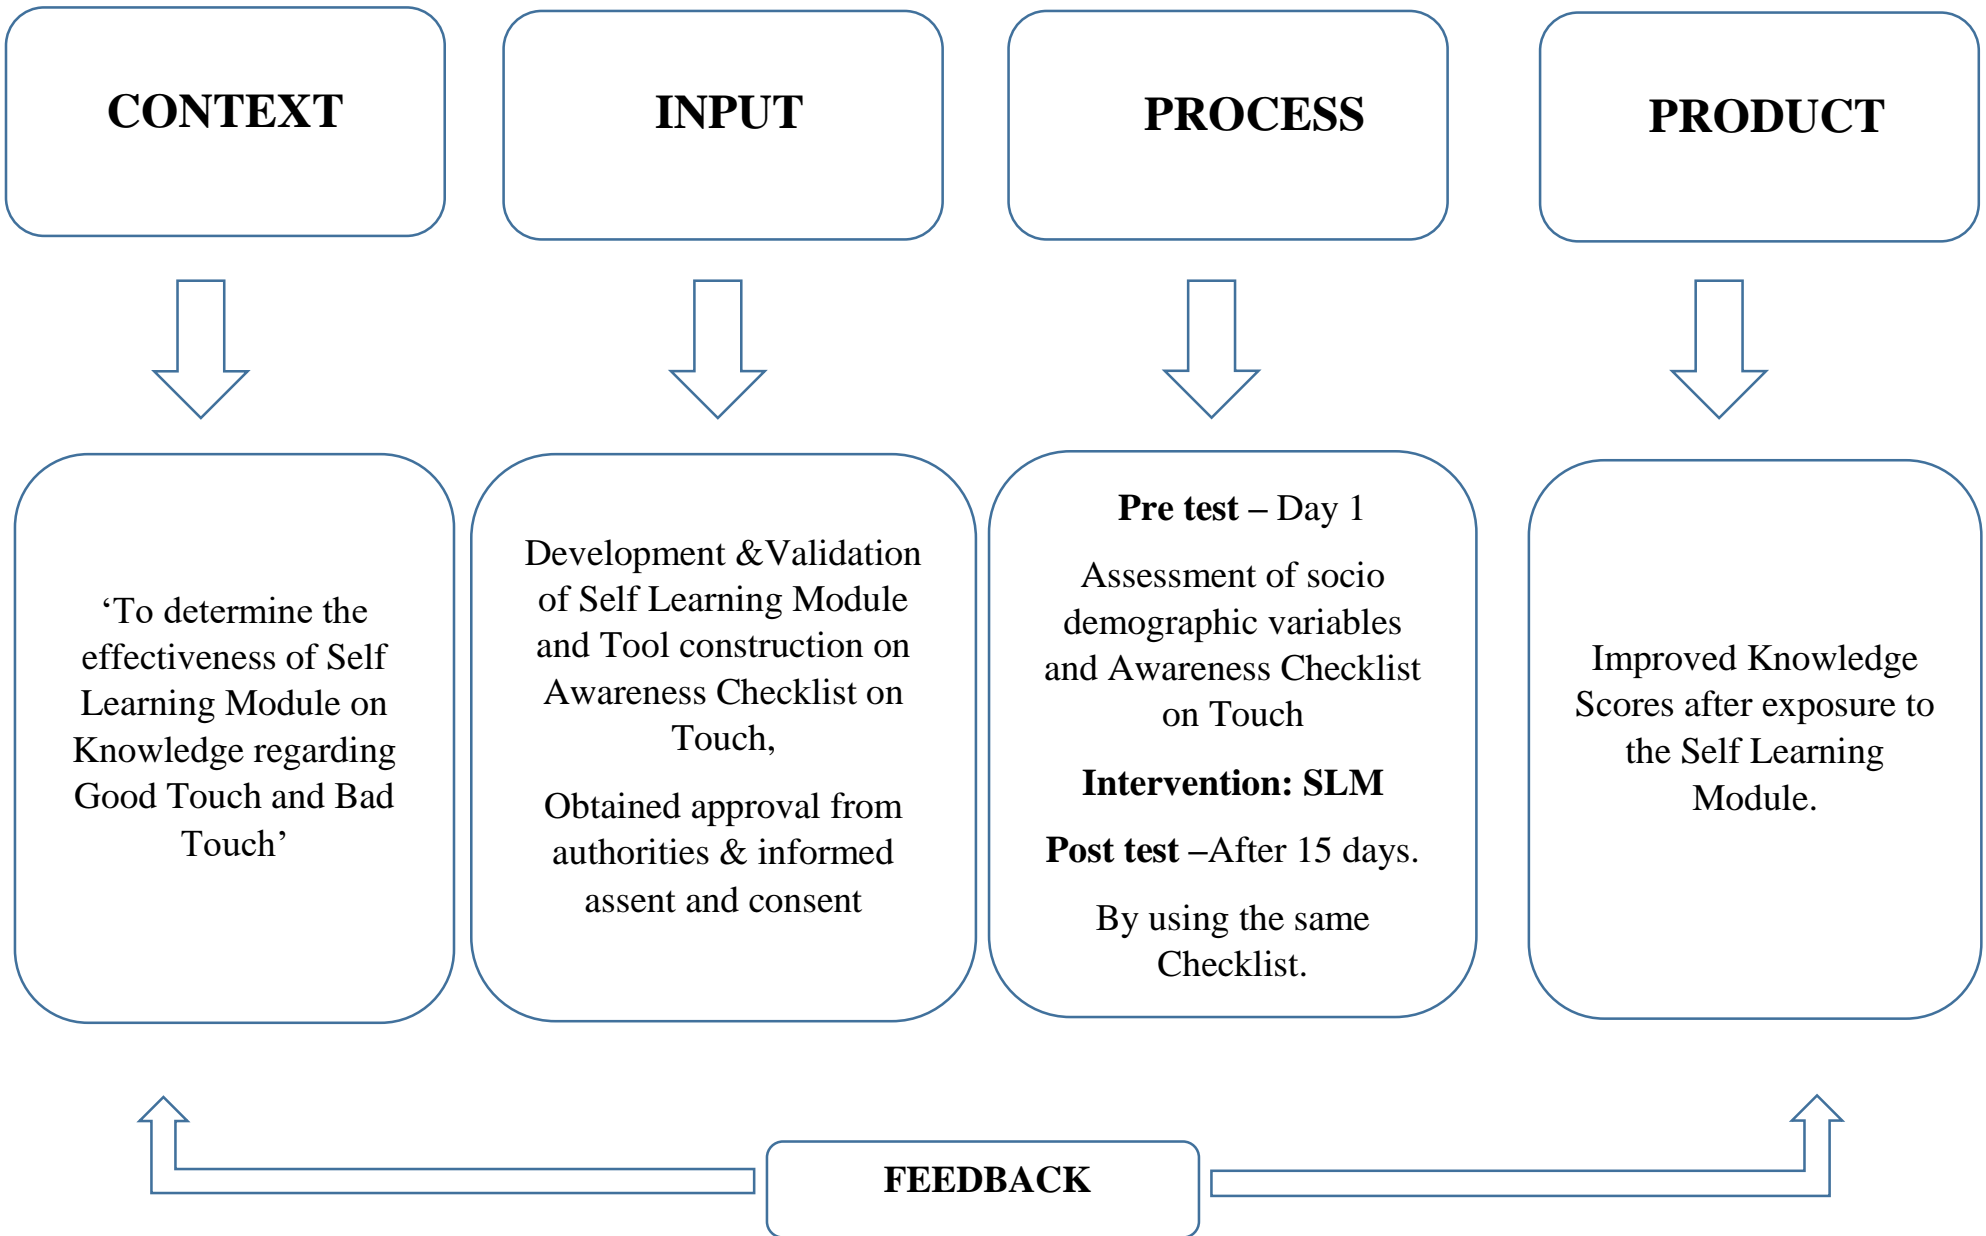 CONTEXT
INPUT
PROCESS
PRODUCT
‘To determine the
effectiveness of Self
Learning Module on
Knowledge regarding
Good Touch and Bad
Touch’
Development &Validation
of Self Learning Module
and Tool construction on
Awareness Checklist on
Touch,
Obtained approval from
authorities & informed
assent and consent
Pre test – Day 1
Assessment of socio
demographic variables
and Awareness Checklist
on Touch
Intervention: SLM
Post test –After 15 days.
By using the same
Checklist.
Improved Knowledge
Scores after exposure to
the Self Learning
Module.
FEEDBACK